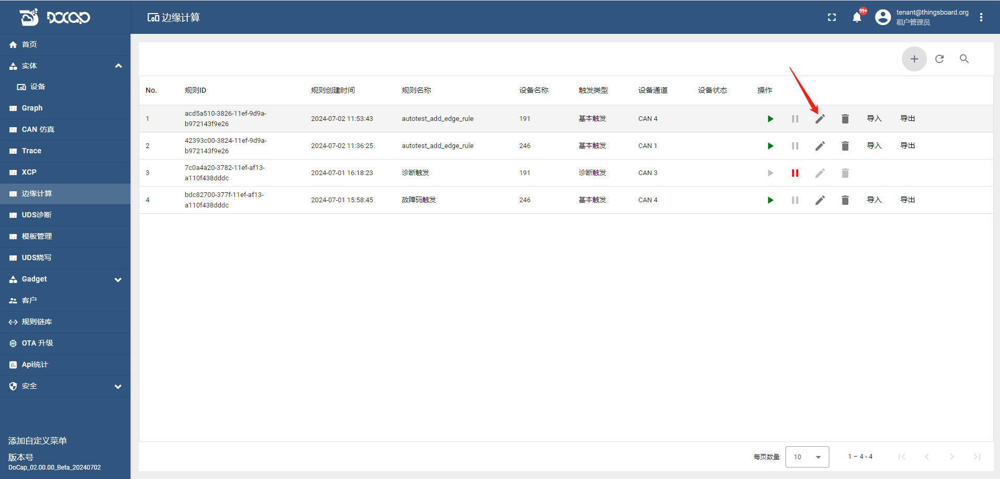 DOCAP
边缘计算
99+
tenant@thingsboard.org
租户管理员
首页
实体
设备
Graph
CAN 仿真
Trace
XCP
边缘计算
UDS诊断
模板管理
UDS烧写
Gadget
客户
规则链库
OTA 升级
Api统计
安全
添加自定义菜单
版本号
DoCap_02.00.00_Beta_20240702
No. 规则ID 规则创建时间 规则名称 设备名称 触发类型 设备通道 设备状态 操作
1 acd5a510-3826-11ef-9d9a-b972143f9e26 2024-07-02 11:53:43 autotest_add_edge_rule 191 基本触发 CAN 4 导入 导出
2 42393c00-3824-11ef-9d9a-b972143f9e26 2024-07-02 11:36:25 autotest_add_edge_rule 246 基本触发 CAN 1 导入 导出
3 7c0a4a20-3782-11ef-af13-a110f438dddc 2024-07-01 16:18:23 诊断触发 191 诊断触发 CAN 3
4 bdc82700-377f-11ef-af13-a110f438dddc 2024-07-01 15:58:45 故障码触发 246 基本触发 CAN 4 导入 导出
每页数量: 10 1 – 4 - 4